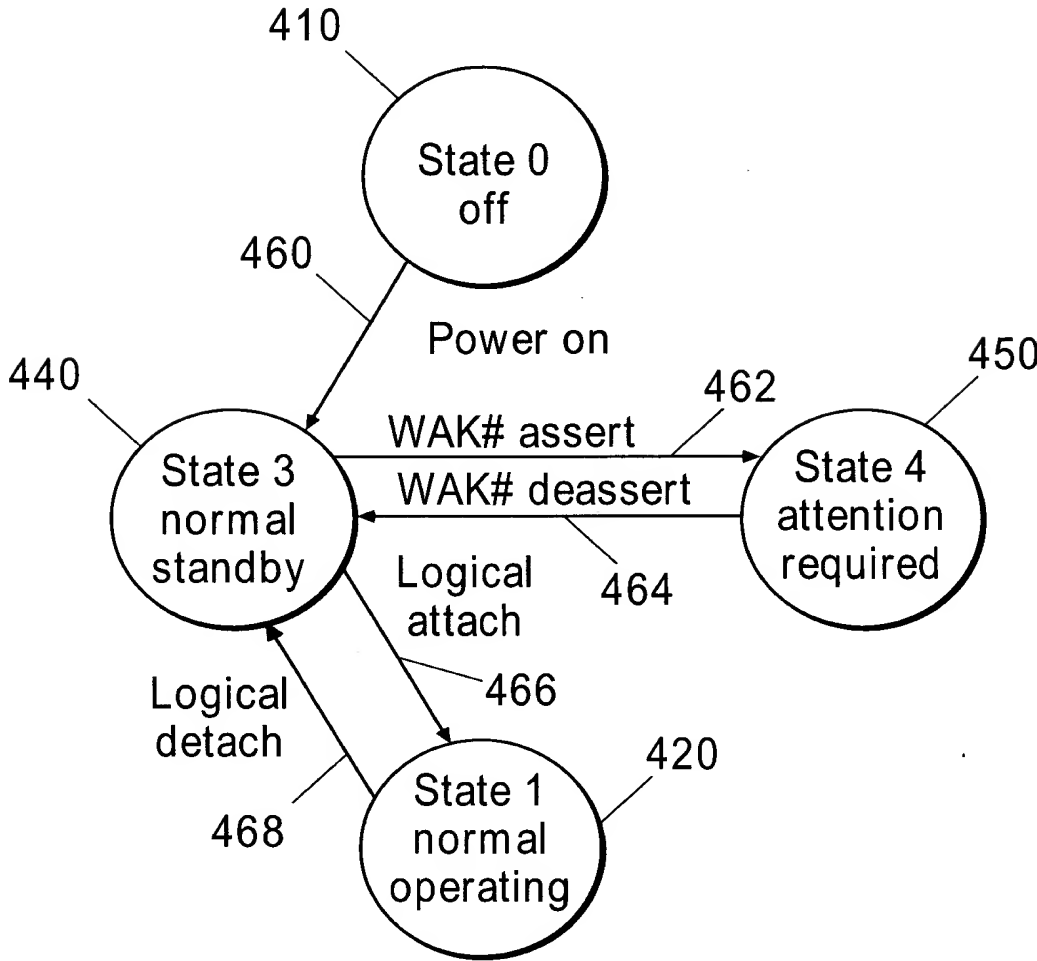 410
State 0
off
460
Power on
440
450
462
WAK# assert
State 3
normal
standby
WAK# deassert
State 4
attention
required
464
Logical
attach
466
Logical
detach
468
420
State 1
normal
operating